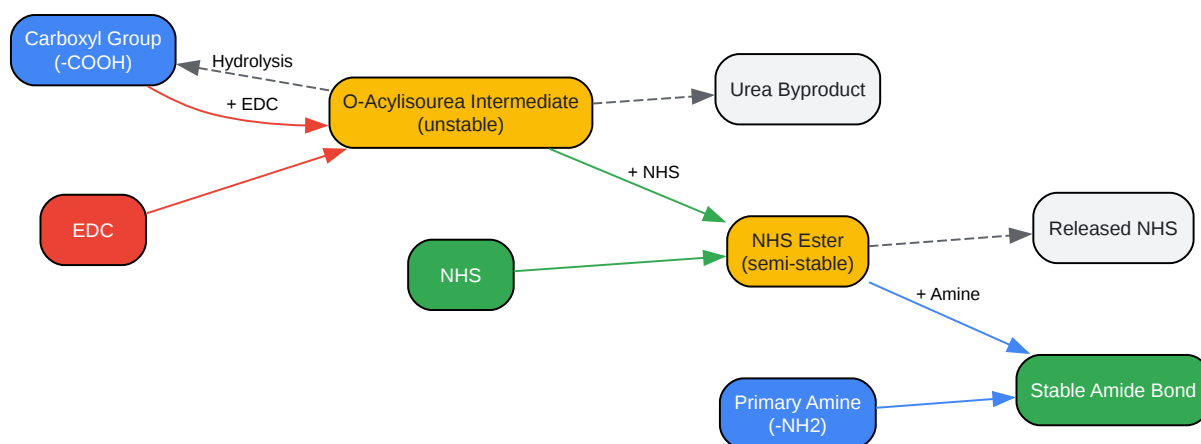 Carboxyl Group
(-COOH)
Hydrolysis
+ EDC
O-Acylisourea Intermediate
(unstable)
Urea Byproduct
EDC
+ NHS
NHS
NHS Ester
(semi-stable)
Released NHS
+ Amine
Primary Amine
(-NH2)
Stable Amide Bond